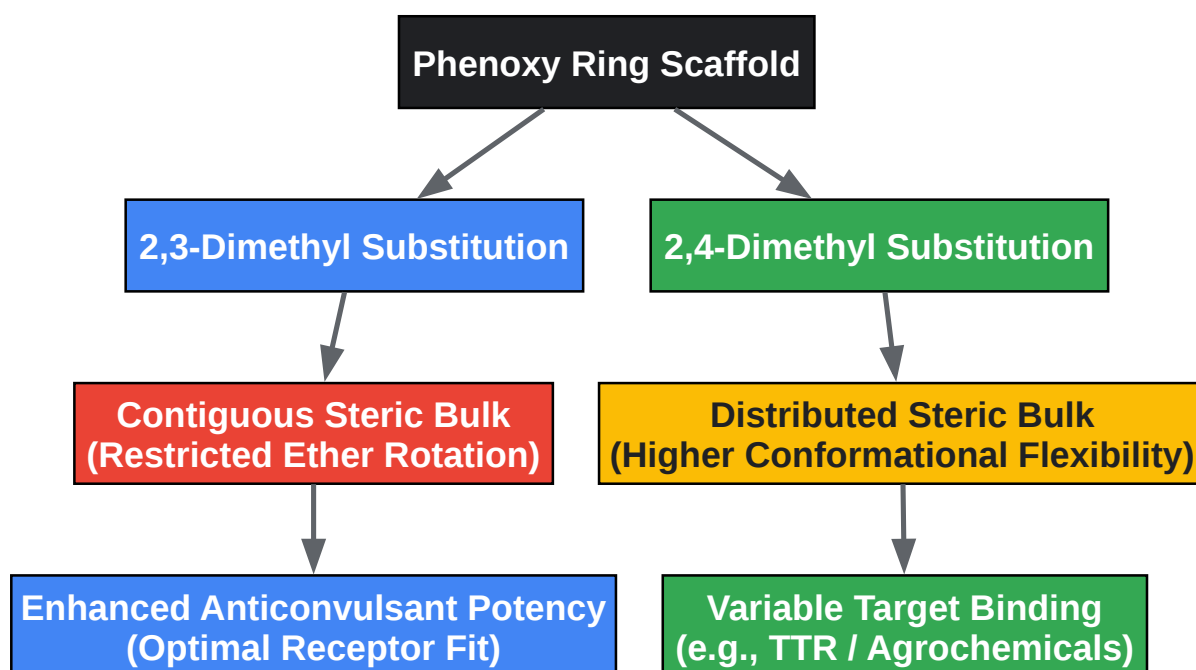 Phenoxy Ring Scaffold
2,3-Dimethyl Substitution
2,4-Dimethyl Substitution
Contiguous Steric Bulk
(Restricted Ether Rotation)
Distributed Steric Bulk
(Higher Conformational Flexibility)
Enhanced Anticonvulsant Potency
(Optimal Receptor Fit)
Variable Target Binding
(e.g., TTR / Agrochemicals)